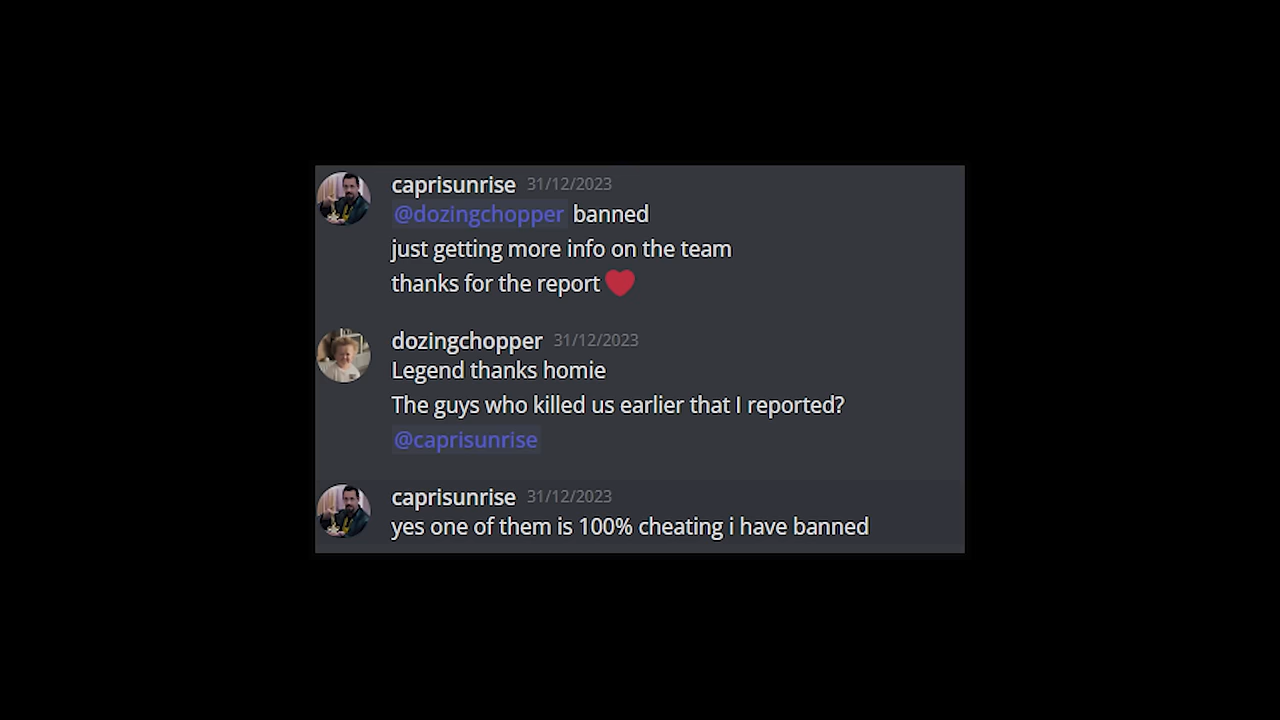 caprisunrise 31/12/2023
@dozingchopper banned
just getting more info on the team
thanks for the report ❤
dozingchopper 31/12/2023
Legend thanks homie
The guys who killed us earlier that I reported?
@caprisunrise
caprisunrise 31/12/2023
yes one of them is 100% cheating i have banned